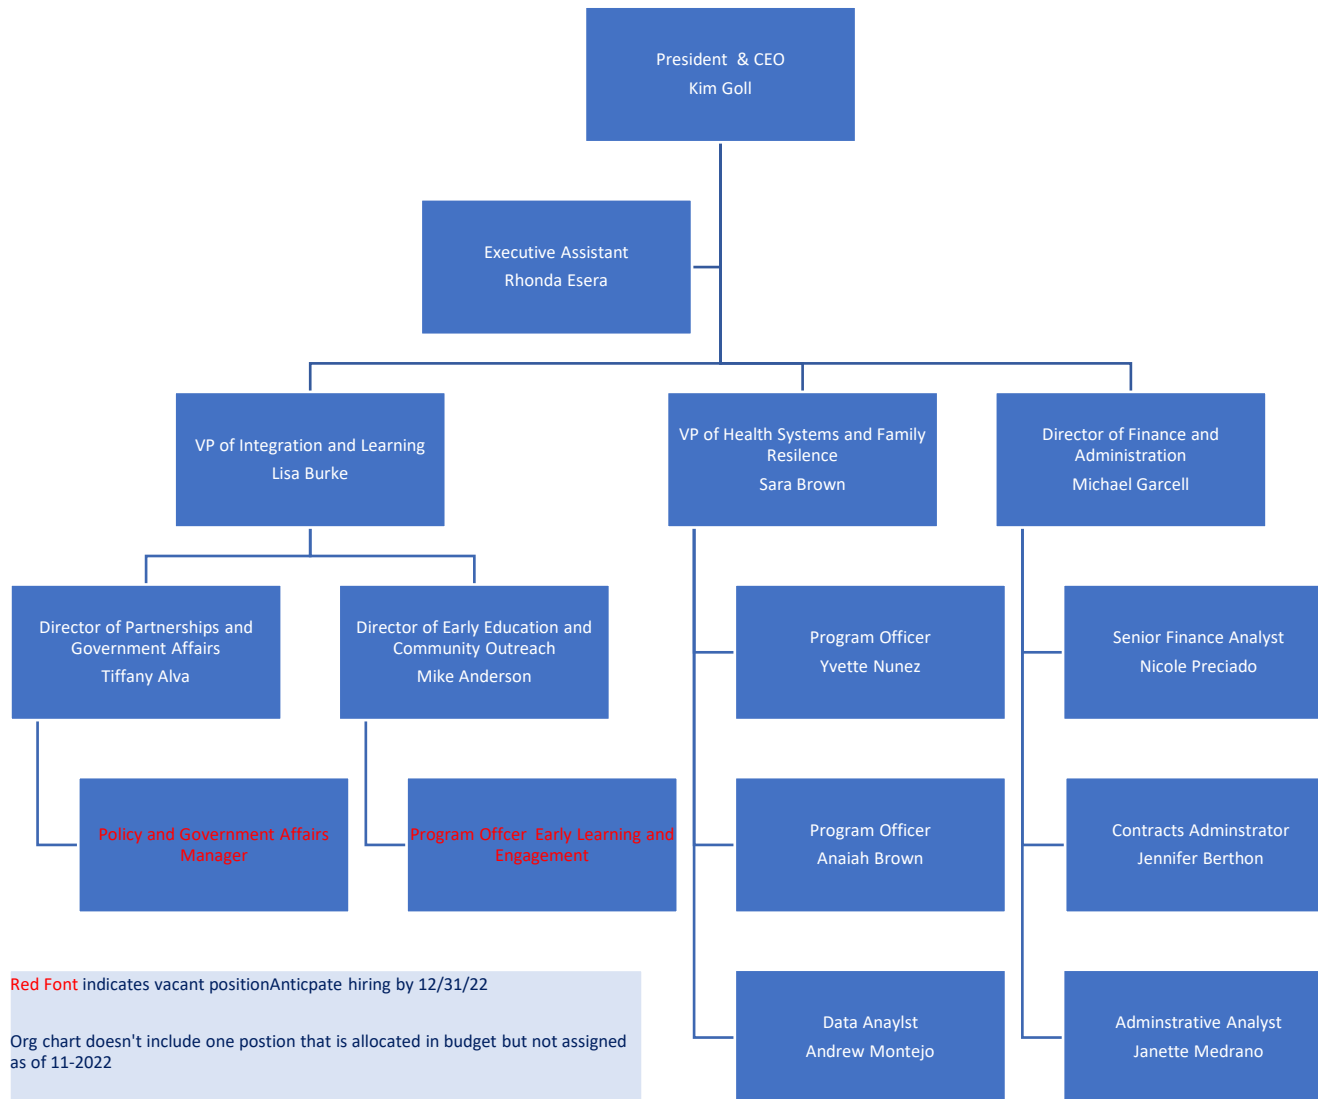 President  & CEO
Kim Goll
Executive Assistant
Rhonda Esera
VP of Integration and Learning
Lisa Burke
VP of Health Systems and Family
Resilence
Sara Brown
Director of Finance and
Administration
Michael Garcell
Director of Partnerships and
Government Affairs
Tiffany Alva
Director of Early Education and
Community Outreach
Mike Anderson
Program Officer
Yvette Nunez
Senior Finance Analyst
Nicole Preciado
Policy and Government Affairs
Manager
Program Offcer  Early Learning and
Engagement
Program Officer
Anaiah Brown
Contracts Adminstrator
Jennifer Berthon
Red Font indicates vacant positionAnticpate hiring by 12/31/22
Org chart doesn't include one postion that is allocated in budget but not assigned
as of 11-2022
Data Anaylst
Andrew Montejo
Adminstrative Analyst
Janette Medrano